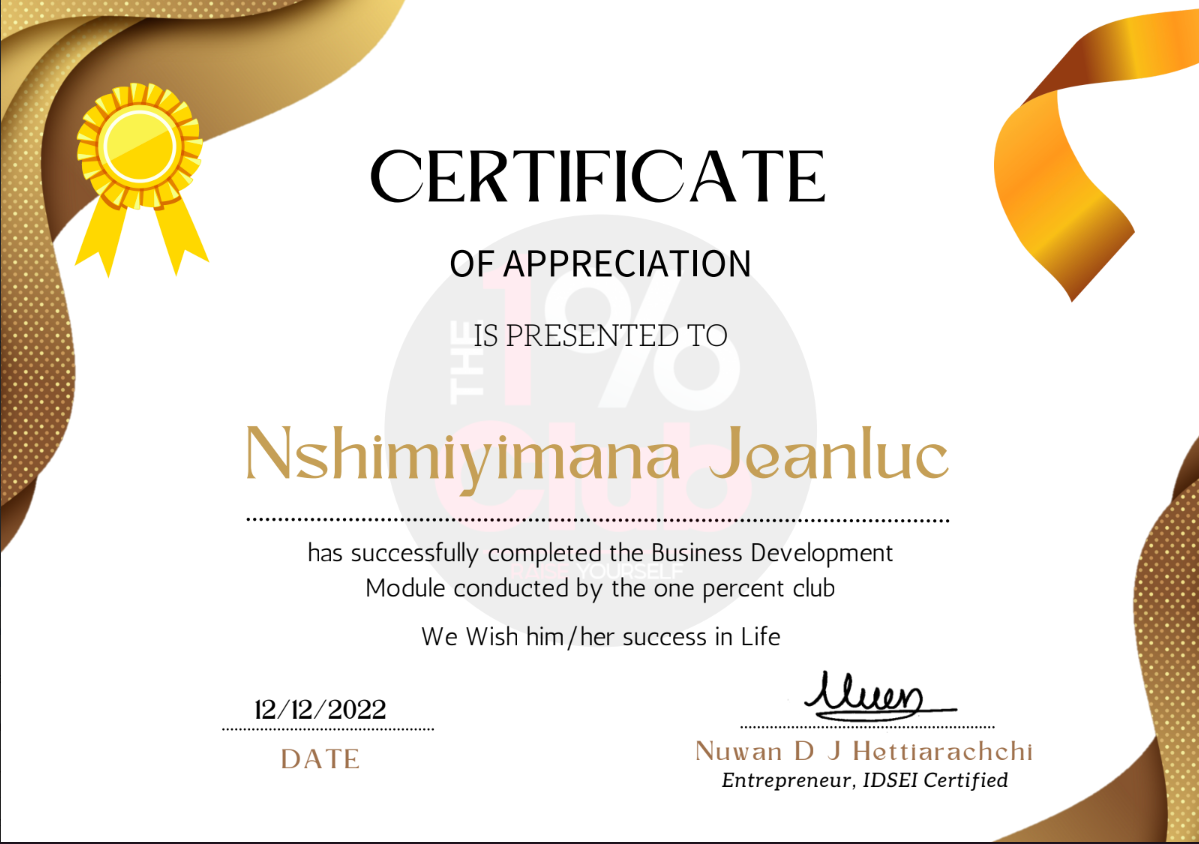 CERTIFICATE
OF APPRECIATION
IS PRESENTED TO
THE 1%
Club
RAISE YOURSELF
Nshimiyimana Jeanluc
has successfully completed the Business Development
Module conducted by the one percent club
We Wish him/her success in Life
12/12/2022
DATE
Nuwan D J Hettiarachchi
Entrepreneur, IDSEI Certified